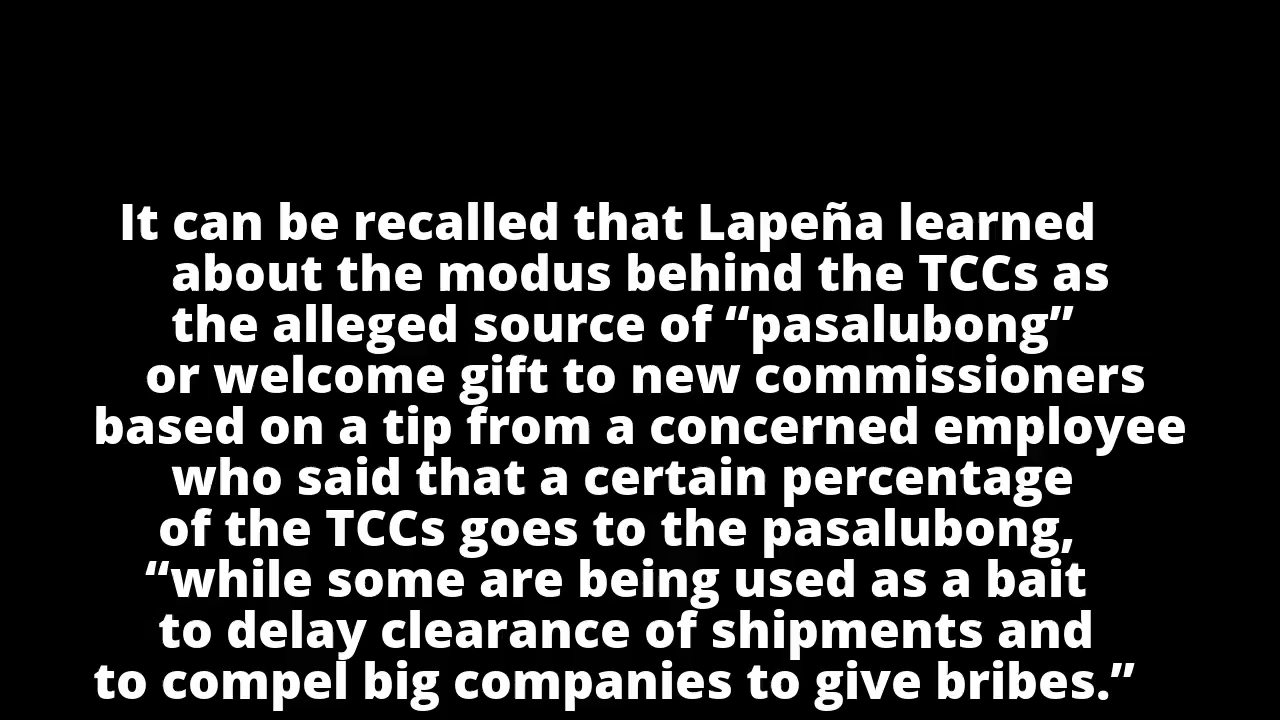 It can be recalled that Lapeña learned
about the modus behind the TCCs as
the alleged source of “pasalubong”
or welcome gift to new commissioners
based on a tip from a concerned employee
who said that a certain percentage
of the TCCs goes to the pasalubong,
“while some are being used as a bait
to delay clearance of shipments and
to compel big companies to give bribes.”